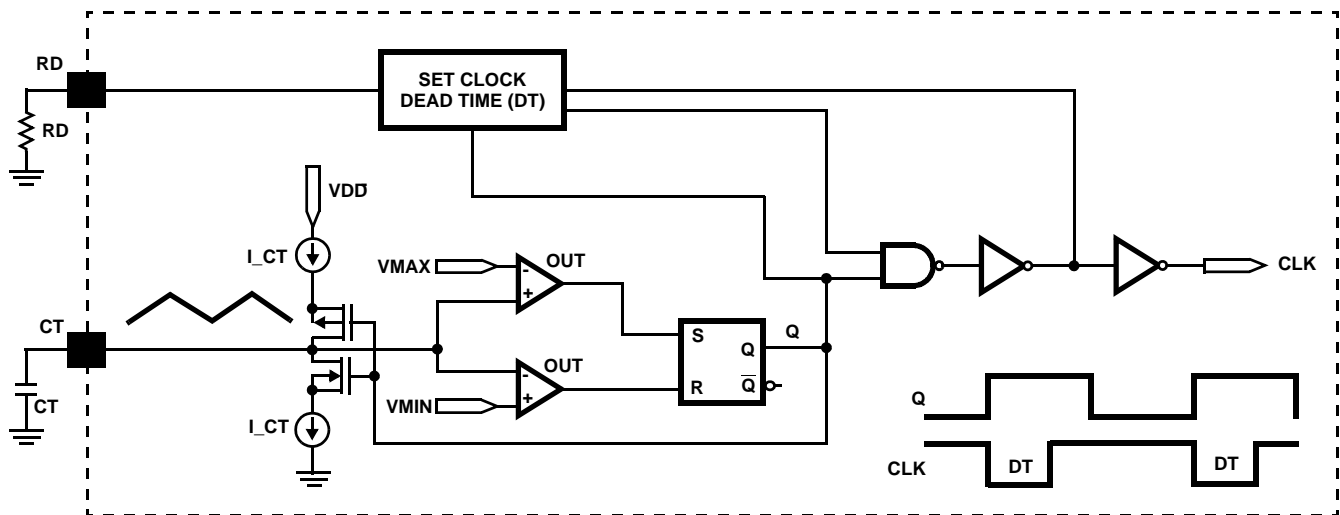 RD
SET CLOCK
DEAD TIME (DT)
RD
VDD
I_CT
VMAX
OUT
CLK
CT
S
Q
Q
OUT
R
Q
CT
VMIN
Q
I_CT
DT
DT
CLK
-
+
-
+